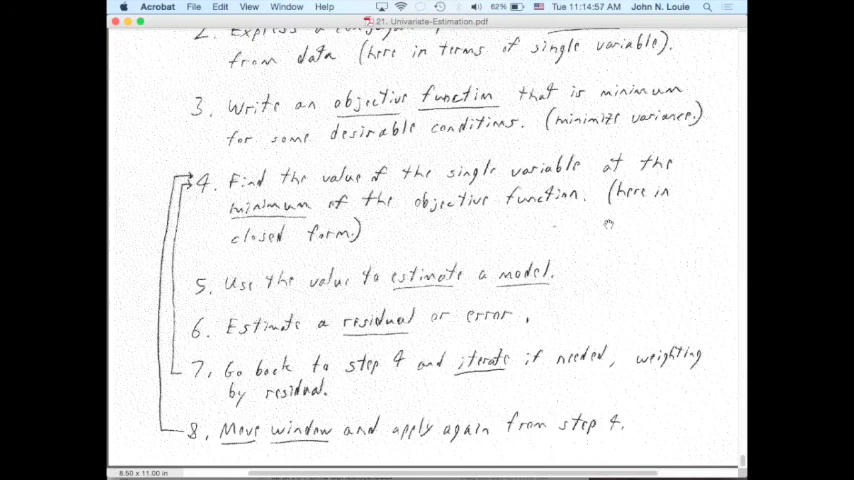 Acrobat File Edit View Window Help 62% Tue 11:14:57 AM John N. Louie
21. Univariate-Estimation.pdf
2. Express a
from data (here in terms of single variable).
3. Write an objective function that is minimum
for some desirable conditions. (minimize variance.)
4. Find the value of the single variable at the
minimum of the objective function. (here in
closed form.)
5. Use the value to estimate a model.
6. Estimate a residual or error.
7. Go back to step 4 and iterate if needed, weighting
by residual.
8. Move window and apply again from step 4.
8.50 x 11.00 in